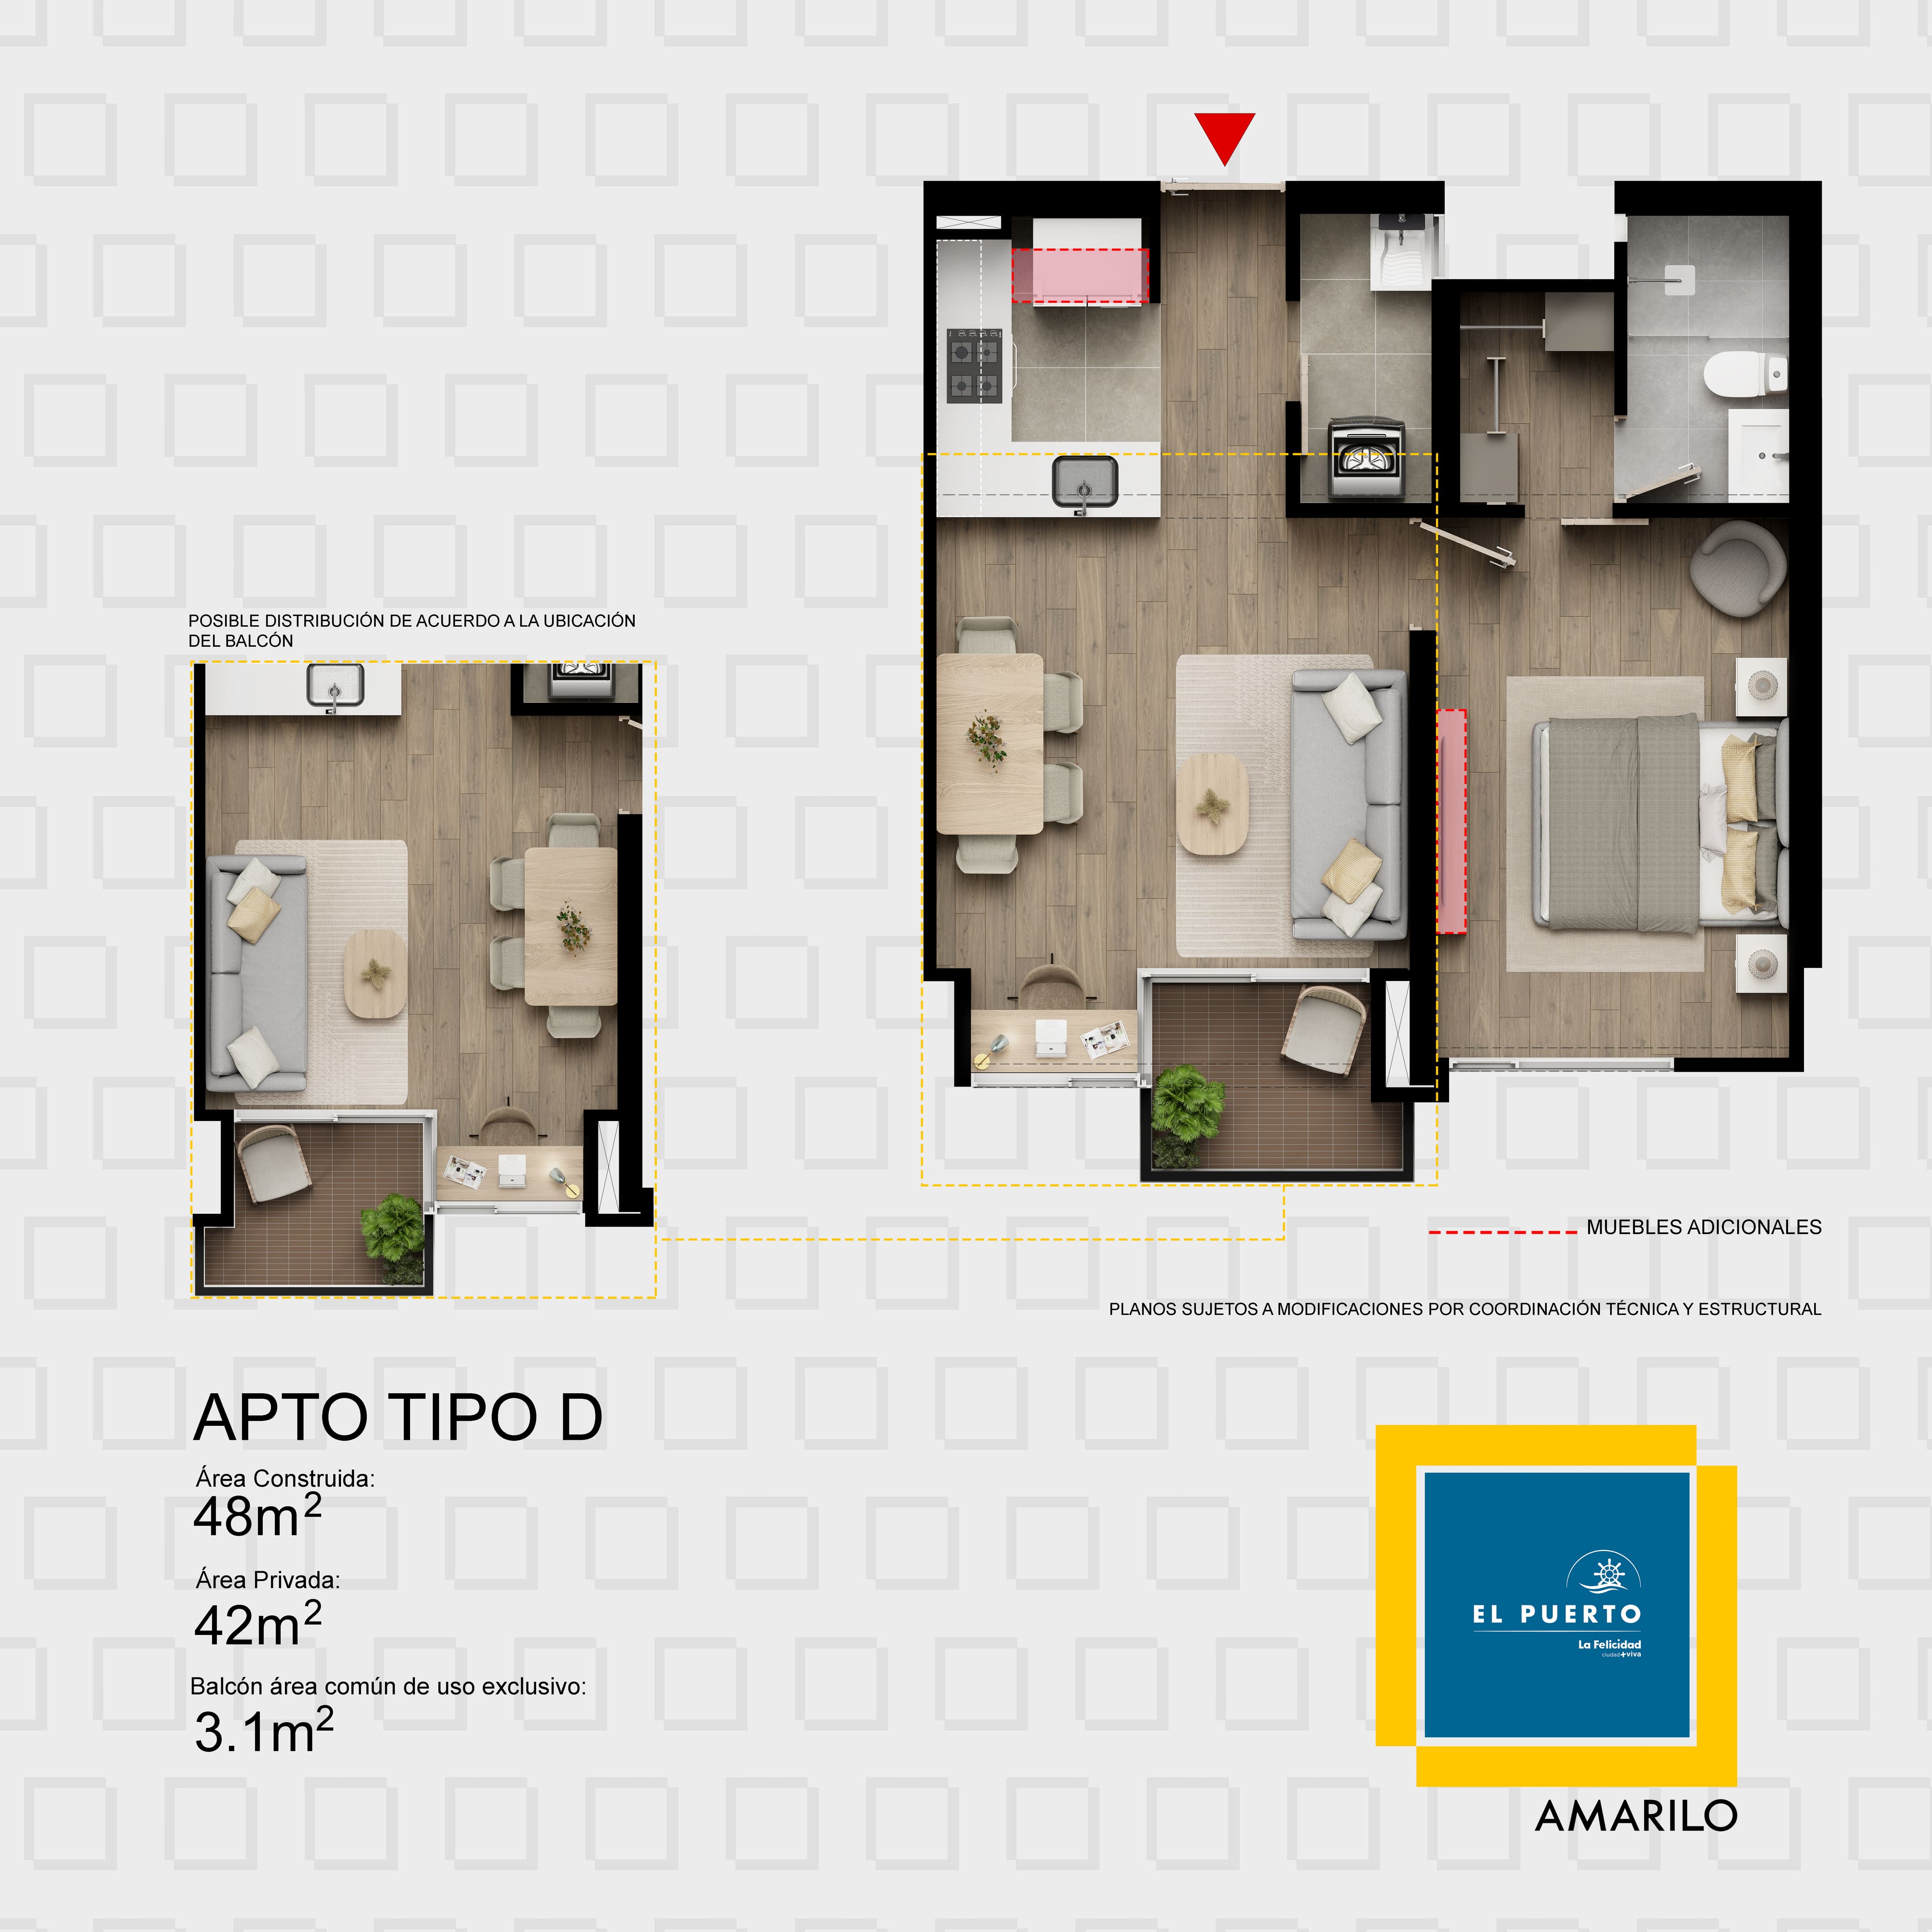 POSIBLE DISTRIBUCIÓN DE ACUERDO A LA UBICACIÓN
DEL BALCÓN
MUEBLES ADICIONALES
PLANOS SUJETOS A MODIFICACIONES POR COORDINACIÓN TÉCNICA Y ESTRUCTURAL
APTO TIPO D
Área Construida:
48m²
Área Privada:
42m²
Balcón área común de uso exclusivo:
3.1m²
EL PUERTO
La Felicidad
ciudad+viva
AMARILO